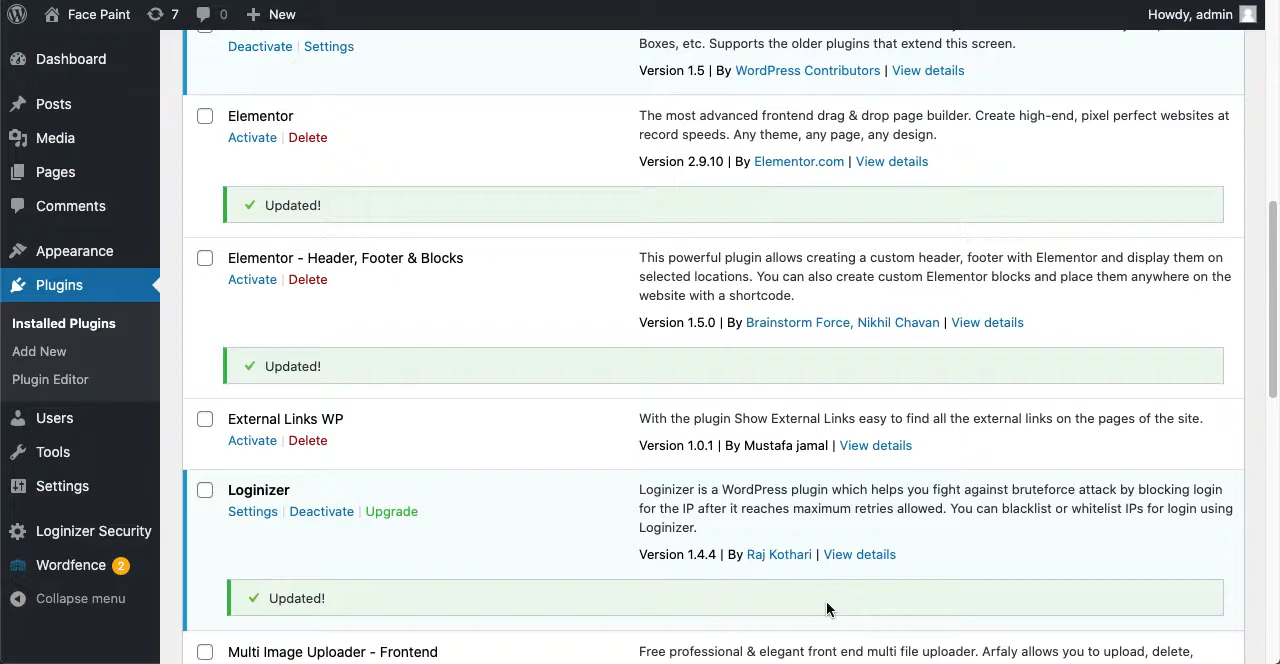 Face Paint 7 0 + New Howdy, admin
Dashboard
Posts
Media
Pages
Comments
Appearance
Plugins
Installed Plugins
Add New
Plugin Editor
Users
Tools
Settings
Loginizer Security
Wordfence 2
Collapse menu
Deactivate | Settings
Boxes, etc. Supports the older plugins that extend this screen.
Version 1.5 | By WordPress Contributors | View details
Elementor
Activate | Delete
The most advanced frontend drag & drop page builder. Create high-end, pixel perfect websites at
record speeds. Any theme, any page, any design.
Version 2.9.10 | By Elementor.com | View details
Updated!
Elementor - Header, Footer & Blocks
Activate | Delete
This powerful plugin allows creating a custom header, footer with Elementor and display them on
selected locations. You can also create custom Elementor blocks and place them anywhere on the
website with a shortcode.
Version 1.5.0 | By Brainstorm Force, Nikhil Chavan | View details
Updated!
External Links WP
Activate | Delete
With the plugin Show External Links easy to find all the external links on the pages of the site.
Version 1.0.1 | By Mustafa jamal | View details
Loginizer
Settings | Deactivate | Upgrade
Loginizer is a WordPress plugin which helps you fight against bruteforce attack by blocking login
for the IP after it reaches maximum retries allowed. You can blacklist or whitelist IPs for login using
Loginizer.
Version 1.4.4 | By Raj Kothari | View details
Updated!
Multi Image Uploader - Frontend
Free professional & elegant front end multi file uploader. Arfaly allows you to upload, delete,